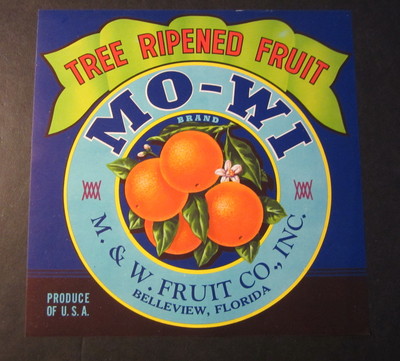 TREE RIPENED FRUIT
MO-WI
BRAND
M. & W. FRUIT CO., INC.
BELLEVIEW, FLORIDA
PRODUCE
OF U.S.A.